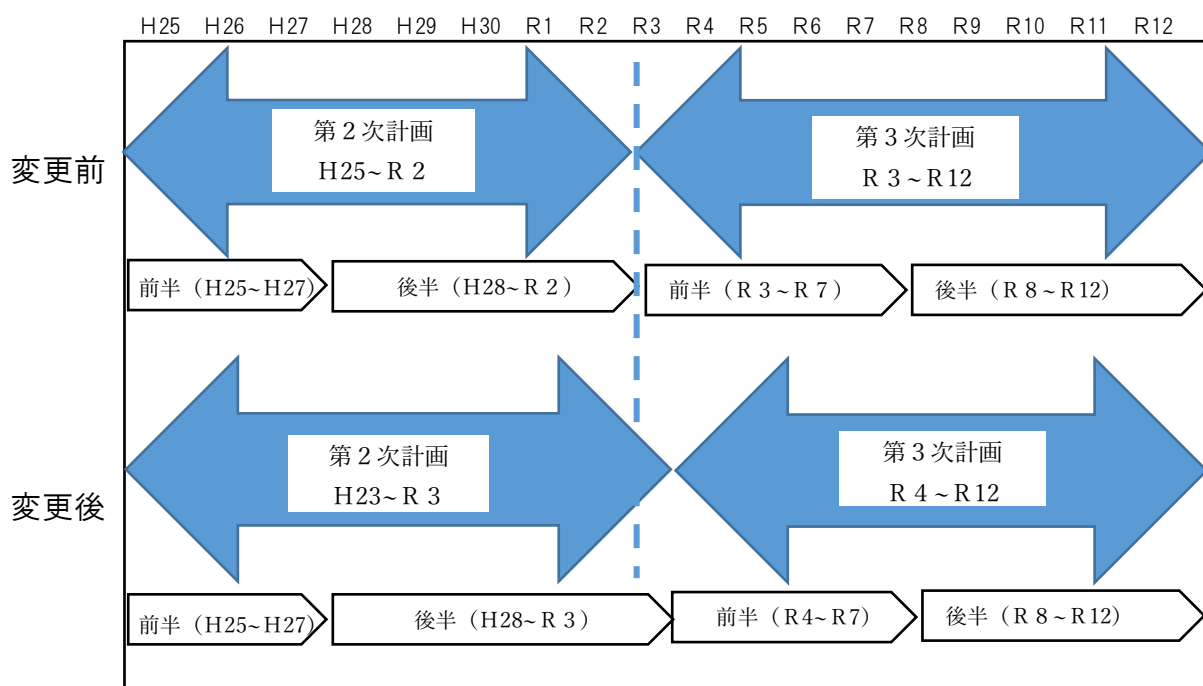 H25 H26 H27 H28 H29 H30 R1 R2 R3 R4 R5 R6 R7 R8 R9 R10 R11 R12
変更前
第２次計画
H25~R２
第３次計画
R３~R12
前半（H25~H27）
後半（H28~R２）
前半（R３~R７）
後半（R８~R12）
変更後
第２次計画
H23~R３
第３次計画
R４~R12
前半（H25~H27）
後半（H28~R３）
前半（R4~R7）
後半（R８~R12）